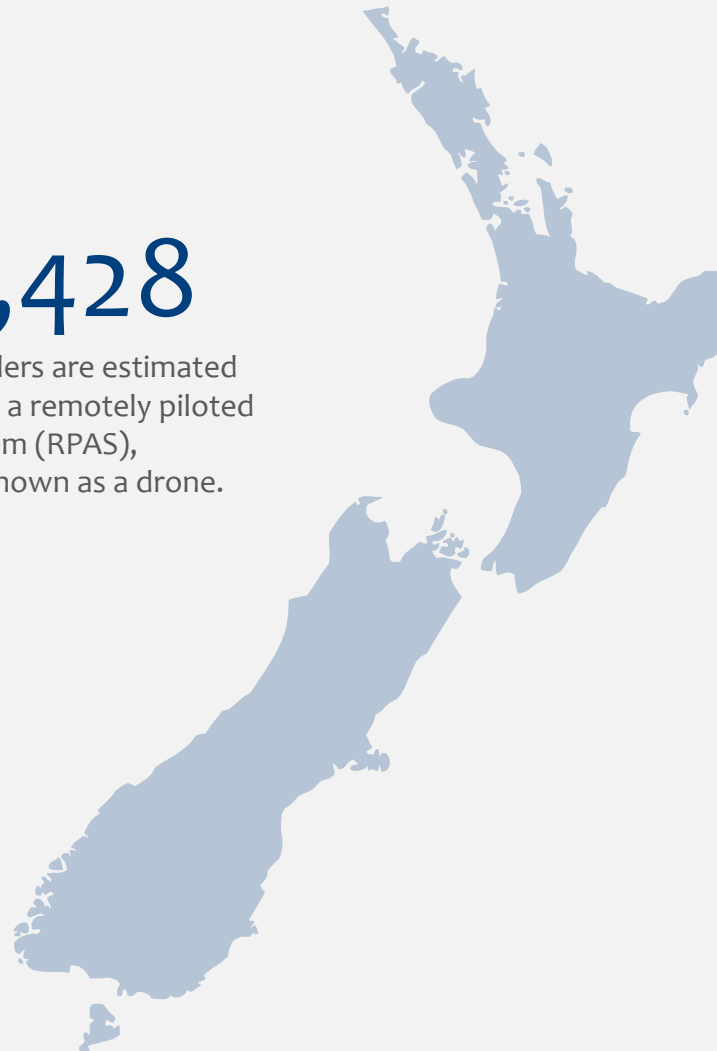 ,428
ders are estimated
a remotely piloted
m (RPAS),
nown as a drone.